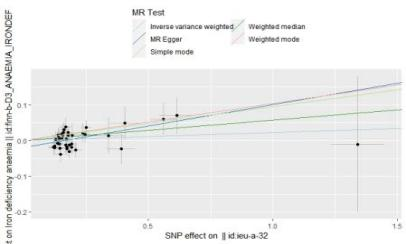 MR Test
Inverse variance weighted
Weighted median
MR Egger
Weighted mode
Simple mode
t on Iron deficiency anaemia || id:finn-b-D3_ANAEMIA_IRONDEF
0.1
0.0
-0.1
-0.2
0.5
1.0
1.5
SNP effect on || id:ieu-a-32